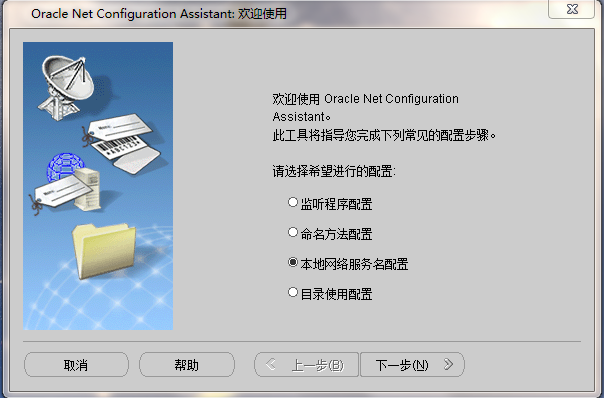 Oracle Net Configuration Assistant: 欢迎使用
欢迎使用 Oracle Net Configuration
Assistant。
此工具将指导您完成下列常见的配置步骤。
请选择希望进行的配置:
监听程序配置
命名方法配置
本地网络服务名配置
目录使用配置
取消
帮助
上一步(B)
下一步(N)